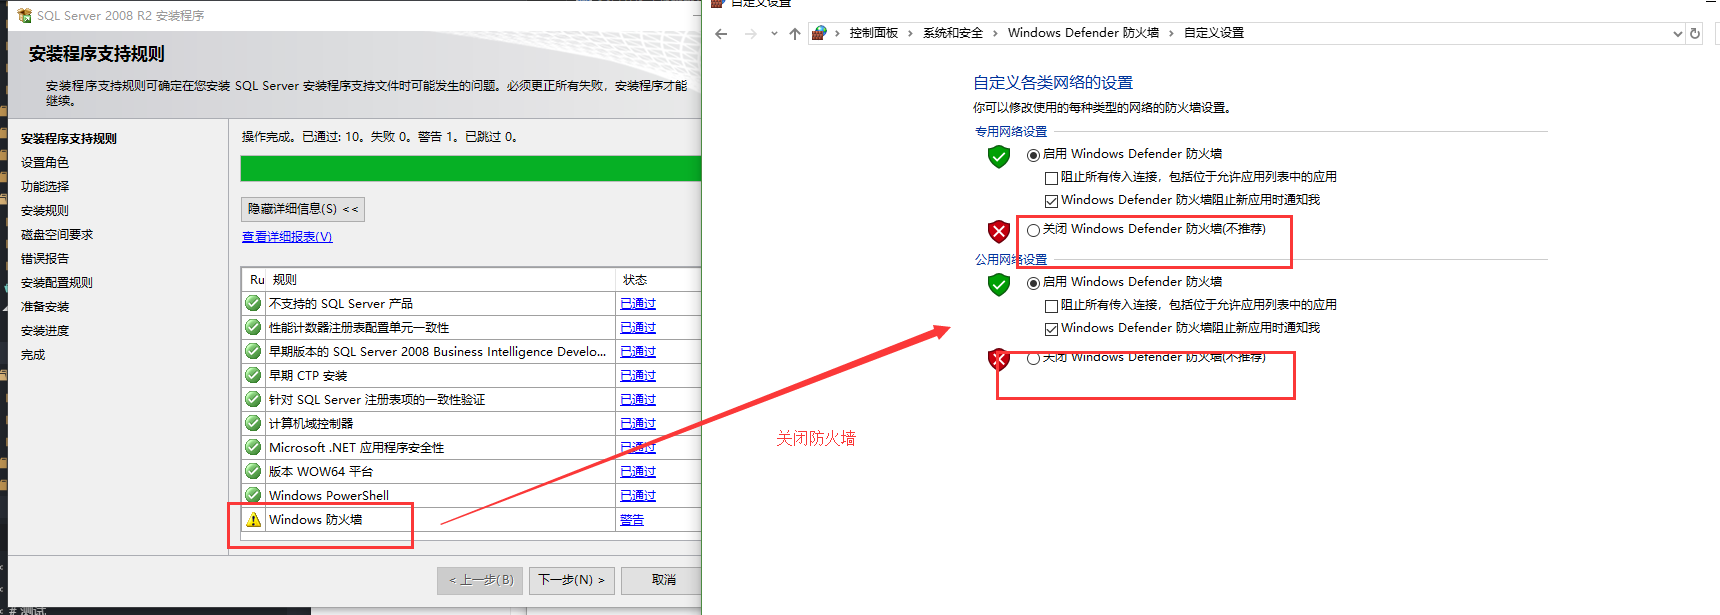 SQL Server 2008 R2 安装程序
安装程序支持规则
安装程序支持规则可确定在您安装 SQL Server 安装程序支持文件时可能发生的问题。必须更正所有失败，安装程序才能
继续。
安装程序支持规则
设置角色
功能选择
安装规则
磁盘空间要求
错误报告
安装配置规则
准备安装
安装进度
完成
操作完成。已通过: 10。失败 0。警告 1。已跳过 0。
隐藏详细信息(S) <<
查看详细报表(V)
Ru 规则 状态
不支持的 SQL Server 产品 已通过
性能计数器注册表配置单元一致性 已通过
早期版本的 SQL Server 2008 Business Intelligence Develo... 已通过
早期 CTP 安装 已通过
针对 SQL Server 注册表项的一致性验证 已通过
计算机域控制器 已通过
Microsoft .NET 应用程序安全性 已通过
版本 WOW64 平台 已通过
Windows PowerShell 已通过
Windows 防火墙 警告
< 上一步(B) 下一步(N) > 取消
# 测试
自定义设置
控制面板 › 系统和安全 › Windows Defender 防火墙 › 自定义设置
自定义各类网络的设置
你可以修改使用的每种类型的网络的防火墙设置。
专用网络设置
启用 Windows Defender 防火墙
阻止所有传入连接，包括位于允许应用列表中的应用
Windows Defender 防火墙阻止新应用时通知我
关闭 Windows Defender 防火墙(不推荐)
公用网络设置
启用 Windows Defender 防火墙
阻止所有传入连接，包括位于允许应用列表中的应用
Windows Defender 防火墙阻止新应用时通知我
关闭 Windows Defender 防火墙(不推荐)
关闭防火墙